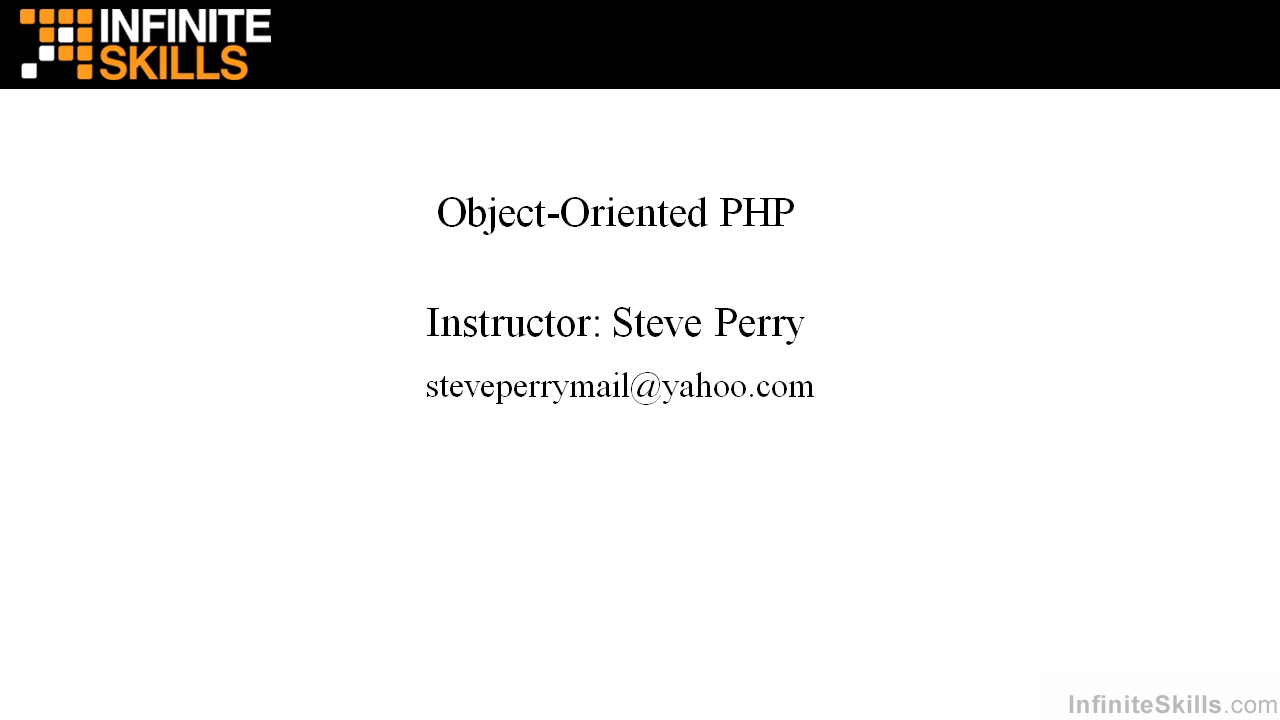 INFINITE
SKILLS
Object-Oriented PHP
Instructor: Steve Perry
steveperrymail@yahoo.com
InfiniteSkills.com